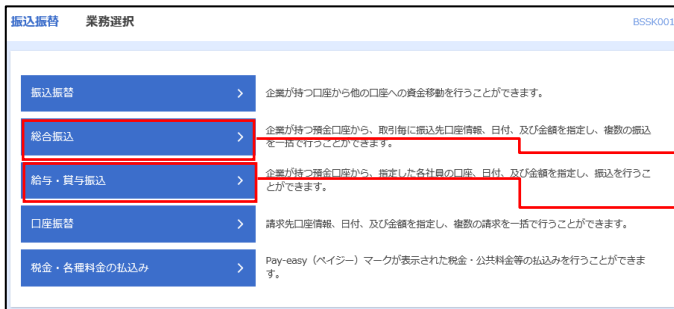 振込振替 業務選択 BSSK001
振込振替
企業が持つ口座から他の口座への資金移動を行うことができます。
総合振込
企業が持つ預金口座から、取引毎に振込先口座情報、日付、及び金額を指定し、複数の振込
を一括で行うことができます。
給与・賞与振込
企業が持つ預金口座から、指定した各社員の口座、日付、及び金額を指定し、振込を行うこ
とができます。
口座振替
請求先口座情報、日付、及び金額を指定し、複数の請求を一括で行うことができます。
税金・各種料金の払込み
Pay-easy（ペイジー）マークが表示された税金・公共料金等の払込みを行うことができま
す。